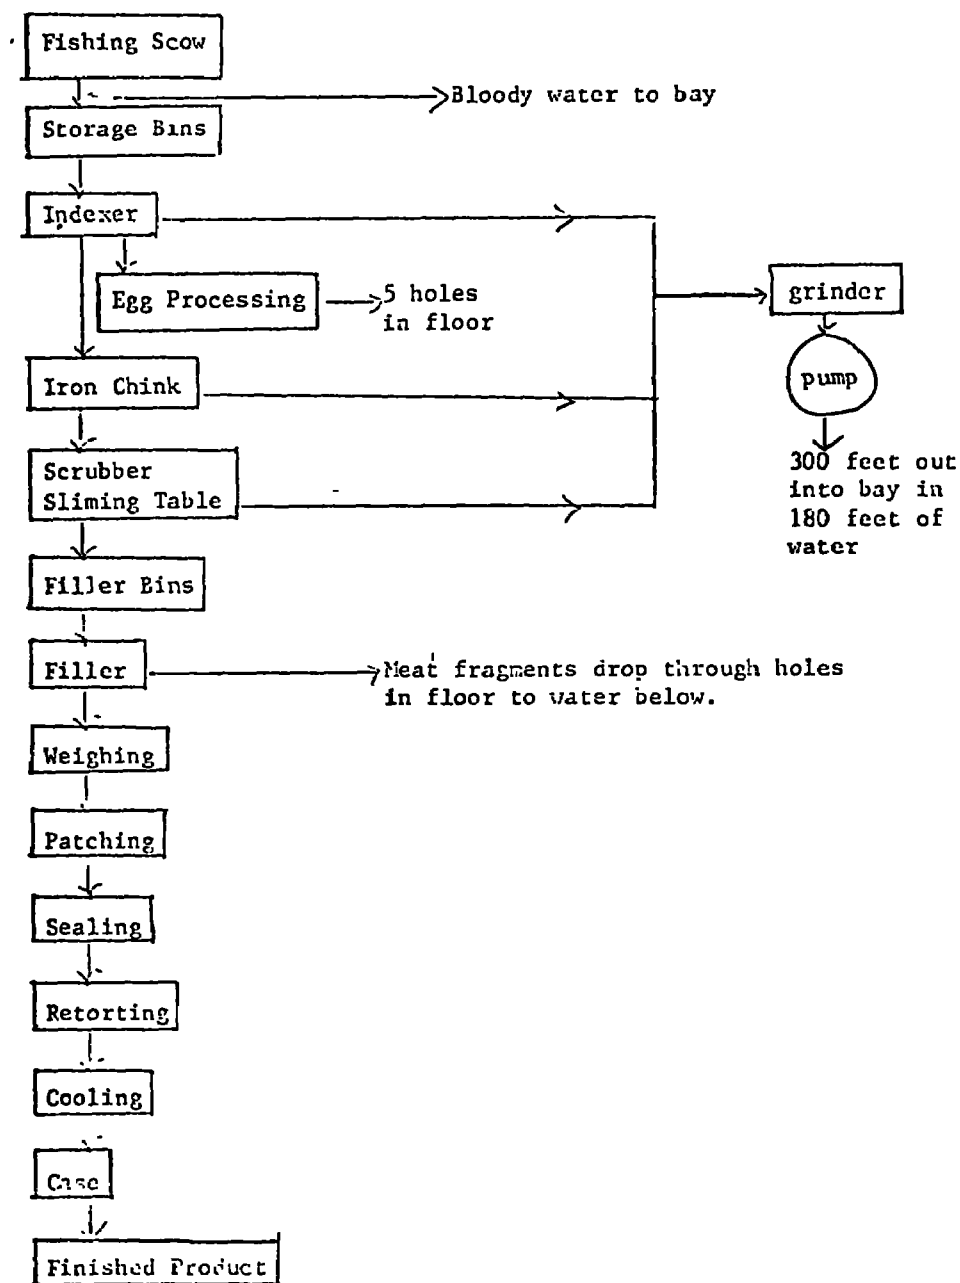 Fishing Scow
Bloody water to bay
Storage Bins
Indexer
Egg Processing
5 holes
in floor
grinder
Iron Chink
pump
Scrubber
Sliming Table
300 feet out
into bay in
180 feet of
water
Filler Bins
Filler
Meat fragments drop through holes
in floor to water below.
Weighing
Patching
Sealing
Retorting
Cooling
Case
Finished Product